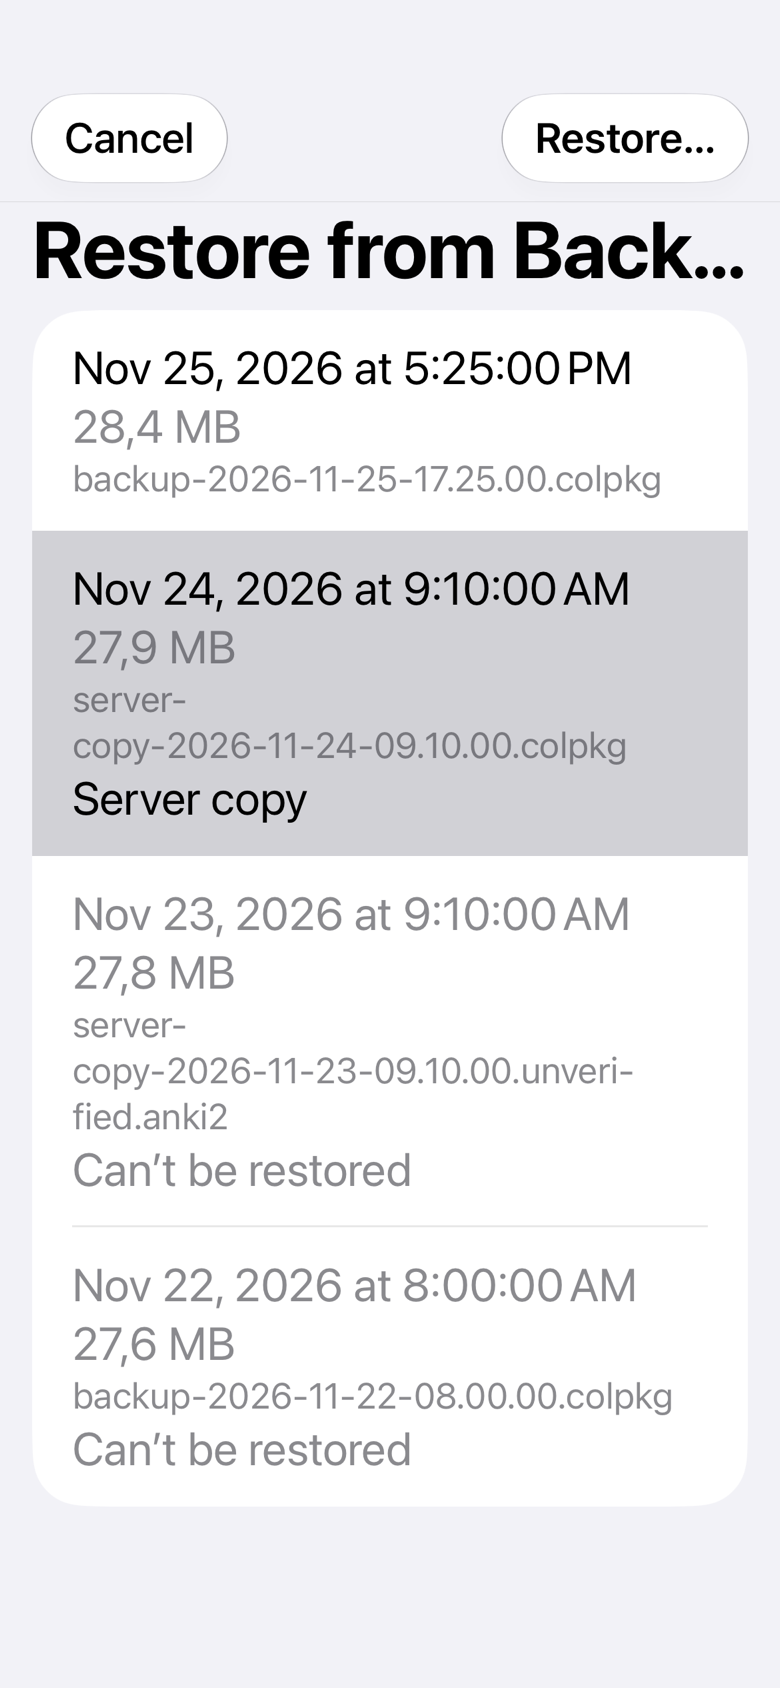 Cancel
Restore...
Restore from Back...
Nov 25, 2026 at 5:25:00 PM
28,4 MB
backup-2026-11-25-17.25.00.colpkg
Nov 24, 2026 at 9:10:00 AM
27,9 MB
server-
copy-2026-11-24-09.10.00.colpkg
Server copy
Nov 23, 2026 at 9:10:00 AM
27,8 MB
server-
copy-2026-11-23-09.10.00.unveri-
fied.anki2
Can’t be restored
Nov 22, 2026 at 8:00:00 AM
27,6 MB
backup-2026-11-22-08.00.00.colpkg
Can’t be restored